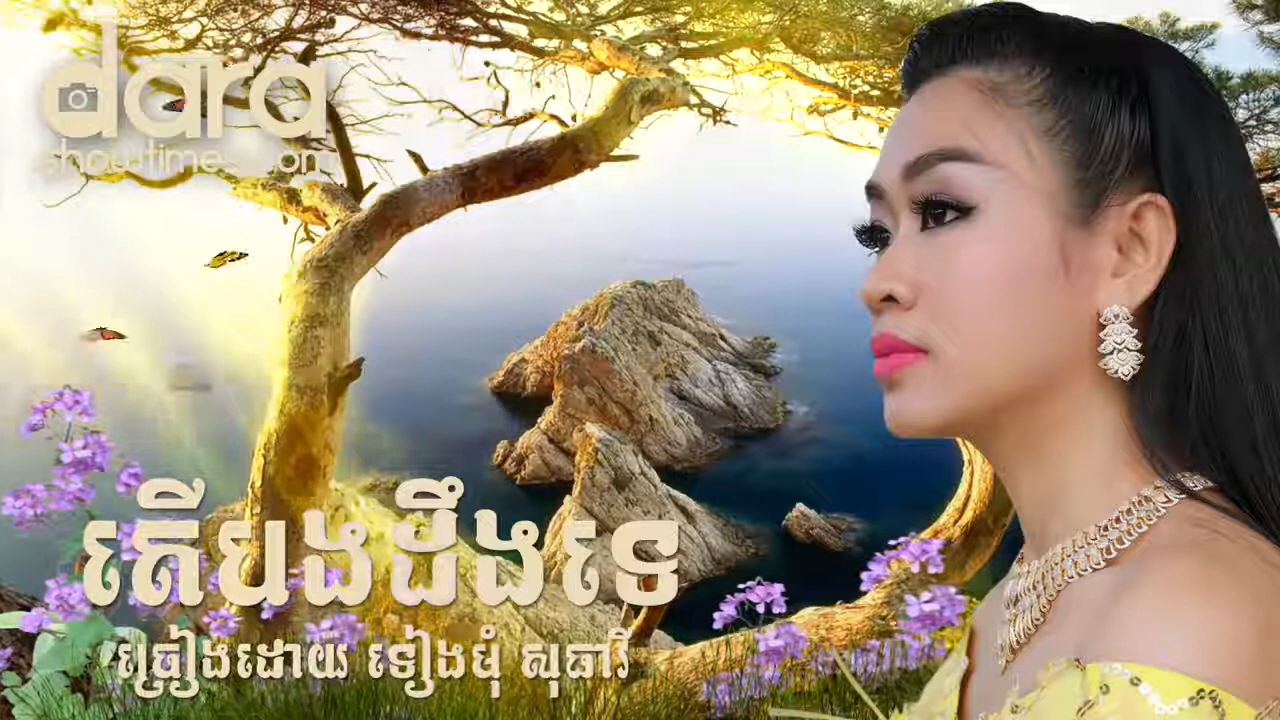 dara
showtime.com
តើបងដឹងទេ
ច្រៀងដោយ ទៀងមុំ សុធាវី